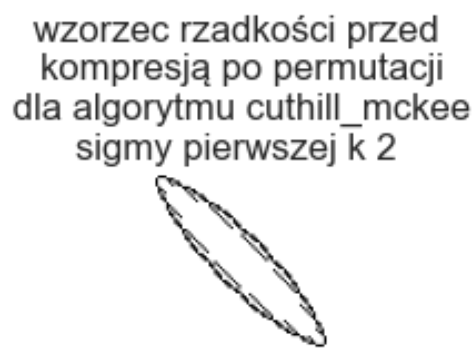 wzorzec rzadkości przed
kompresją po permutacji
dla algorytmu cuthill_mckee
sigmy pierwszej k 2